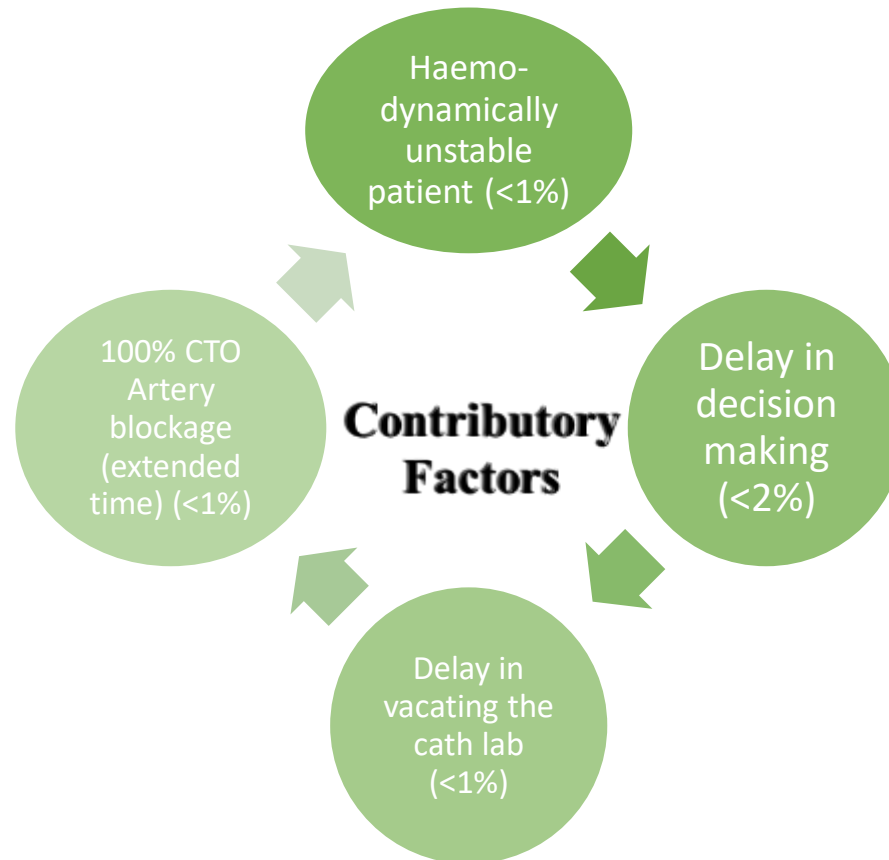 Haemo-
dynamically
unstable
patient (<1%)
Delay in
decision
making
(<2%)
Delay in
vacating the
cath lab
(<1%)
100% CTO
Artery
blockage
(extended
time) (<1%)
Contributory
Factors